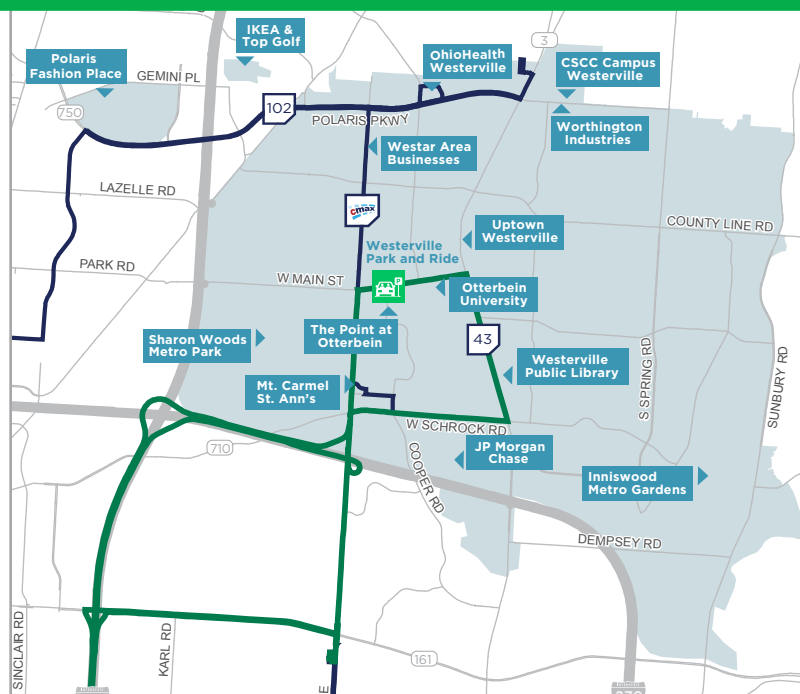 IKEA &
Top Golf
3
Polaris
Fashion Place
GEMINI PL
OhioHealth
Westerville
CSCC Campus
Westerville
750
102
POLARIS PKWY
Worthington
Industries
Westar Area
Businesses
LAZELLE RD
cmax
COUNTY LINE RD
Uptown
Westerville
Westerville
Park and Ride
PARK RD
W MAIN ST
P
Otterbein
University
The Point at
Otterbein
Sharon Woods
Metro Park
43
Westerville
Public Library
S SPRING RD
SUNBURY RD
Mt. Carmel
St. Ann's
W SCHROCK RD
710
COOPER RD
JP Morgan
Chase
Inniswood
Metro Gardens
DEMPSEY RD
SINCLAIR RD
KARL RD
161
E